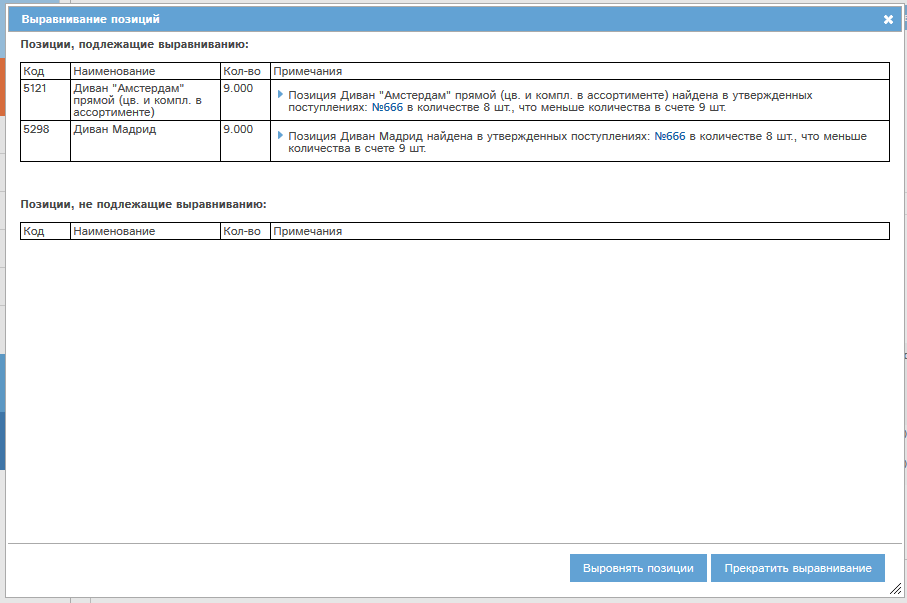 Выравнивание позиций
Позиции, подлежащие выравниванию:
Код Наименование Кол-во Примечания
5121 Диван "Амстердам" 9.000
прямой (цв. и компл. в
ассортименте)
Позиция Диван "Амстердам" прямой (цв. и компл. в ассортименте) найдена в утвержденных
поступлениях: №666 в количестве 8 шт., что меньше количества в счете 9 шт.
5298 Диван Мадрид 9.000
Позиция Диван Мадрид найдена в утвержденных поступлениях: №666 в количестве 8 шт., что меньше
количества в счете 9 шт.
Позиции, не подлежащие выравниванию:
Код Наименование Кол-во Примечания
Выровнять позиции Прекратить выравнивание